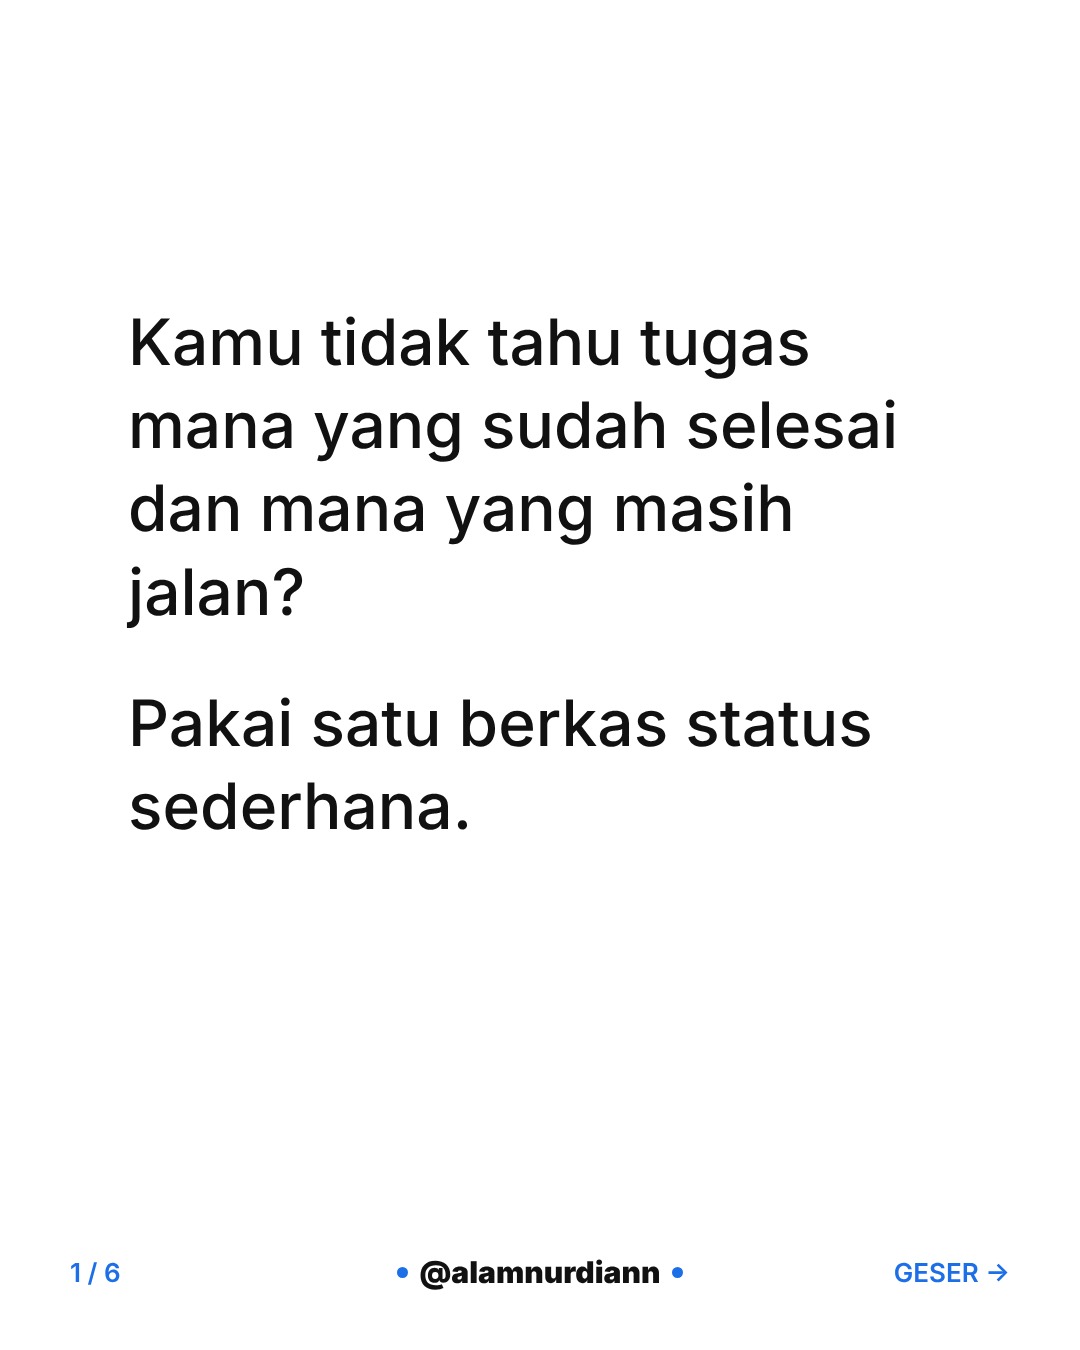 Kamu tidak tahu tugas
mana yang sudah selesai
dan mana yang masih
jalan?
Pakai satu berkas status
sederhana.
1 / 6
• @alamnurdiann •
GESER →